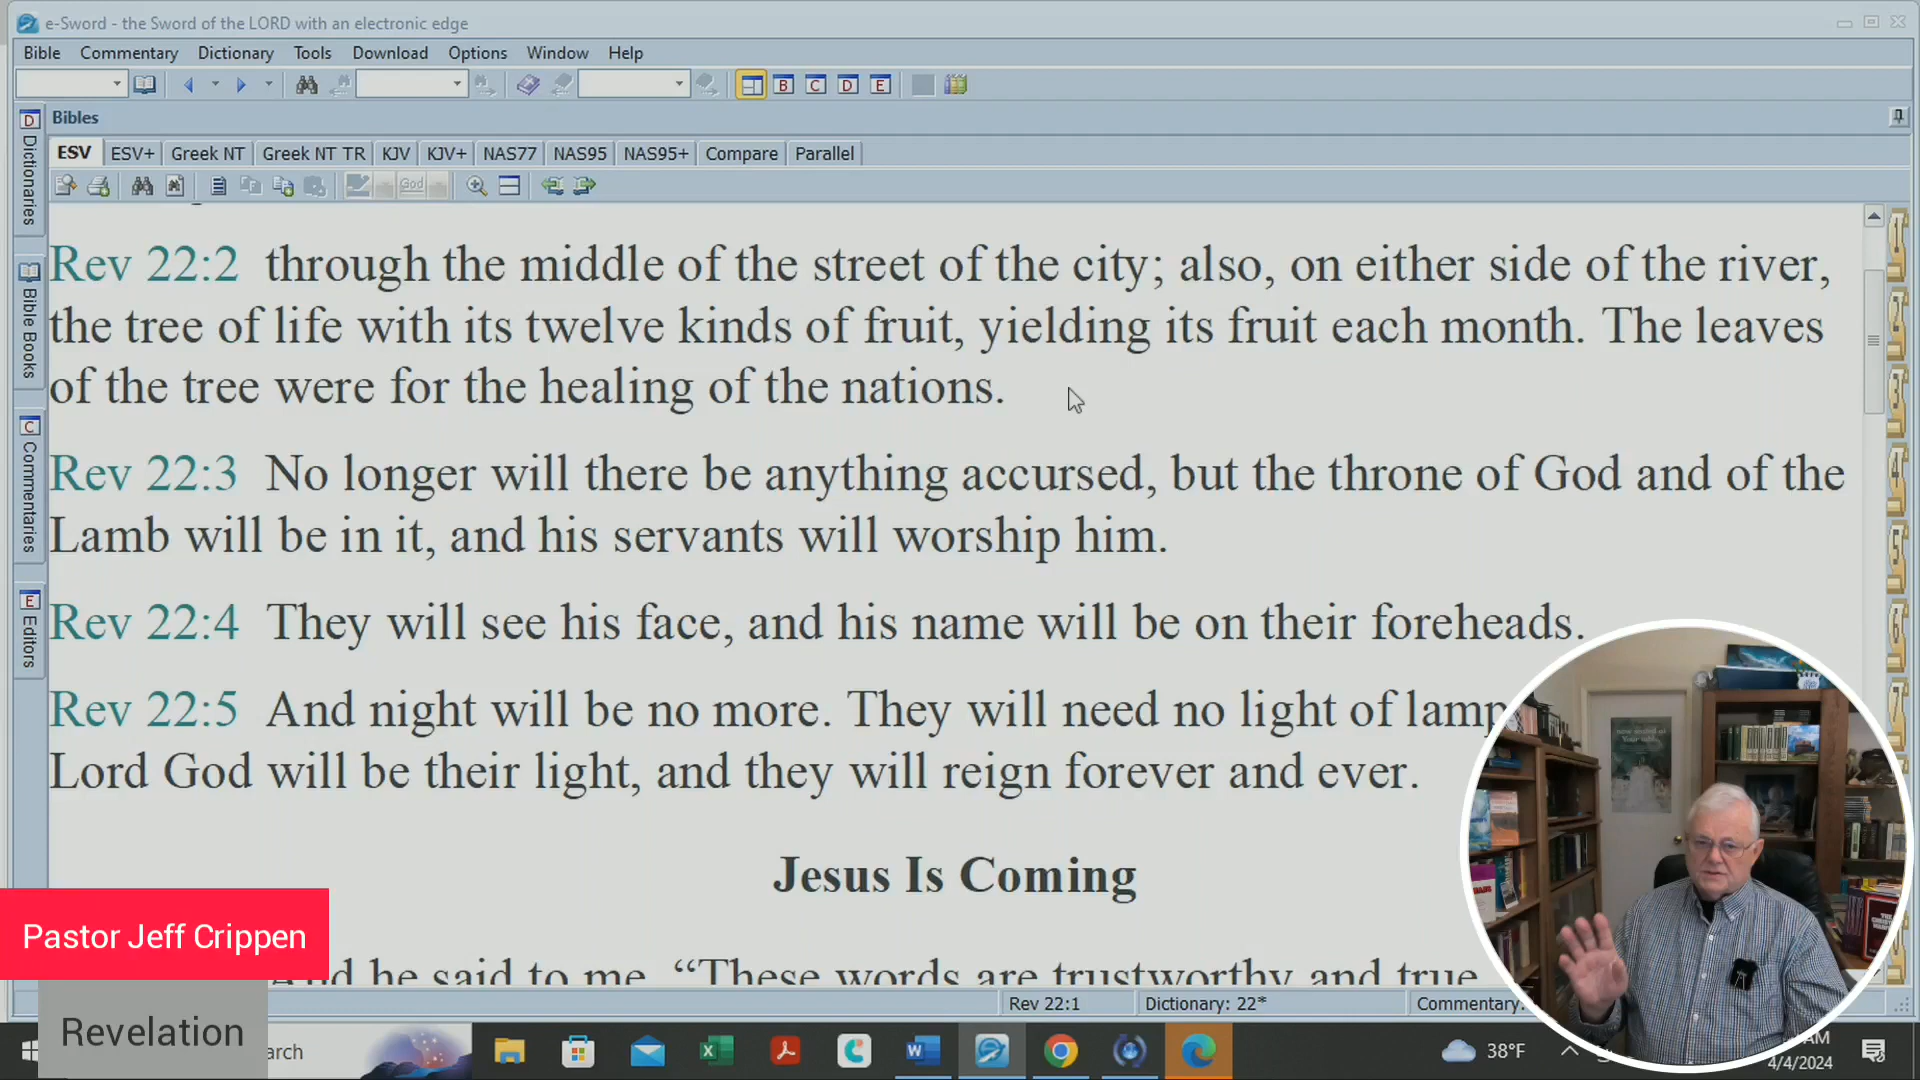 e-Sword - the Sword of the LORD with an electronic edge
Bible Commentary Dictionary Tools Download Options Window Help
B C D E
Bibles
ESV ESV+ Greek NT Greek NT TR KJV KJV+ NAS77 NAS95 NAS95+ Compare Parallel
God
D Dictionaries
Bible Books
C Commentaries
E Editors
Rev 22:2 through the middle of the street of the city; also, on either side of the river,
the tree of life with its twelve kinds of fruit, yielding its fruit each month. The leaves
of the tree were for the healing of the nations.
Rev 22:3 No longer will there be anything accursed, but the throne of God and of the
Lamb will be in it, and his servants will worship him.
Rev 22:4 They will see his face, and his name will be on their foreheads.
Rev 22:5 And night will be no more. They will need no light of lamp
Lord God will be their light, and they will reign forever and ever.
Jesus Is Coming
And he said to me, “These words are trustworthy and true
Pastor Jeff Crippen
Revelation
Rev 22:1 Dictionary: 22* Commentary:
arch
38°F
AM
4/4/2024